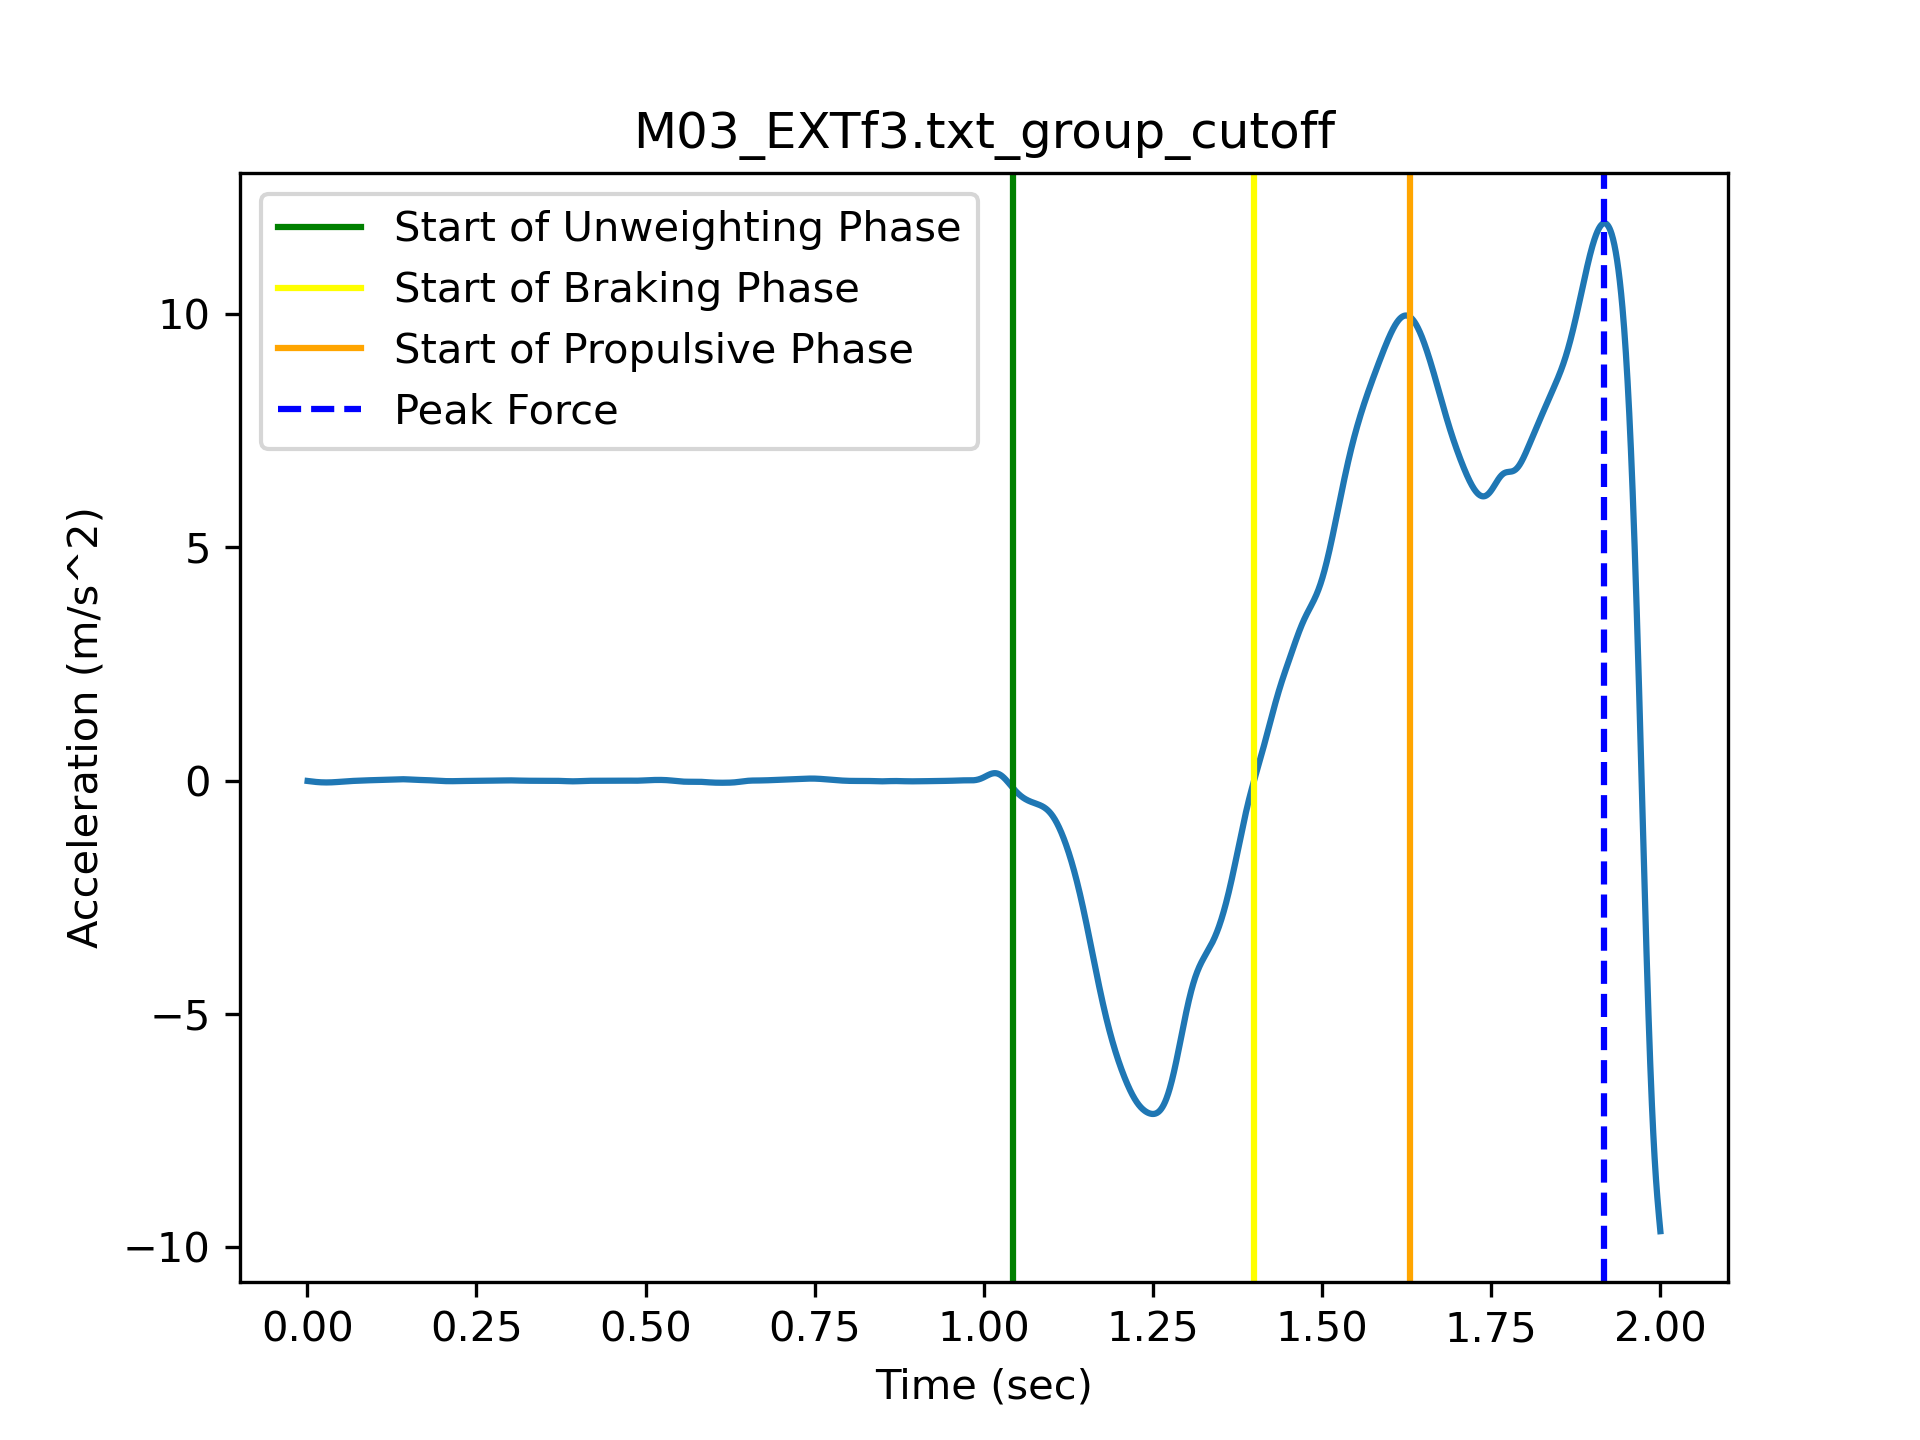 M03_EXTf3.txt_group_cutoff
Start of Unweighting Phase
Start of Braking Phase
Start of Propulsive Phase
Peak Force
10
5
0
−5
−10
Acceleration (m/s^2)
0.00 0.25 0.50 0.75 1.00 1.25 1.50 1.75 2.00
Time (sec)